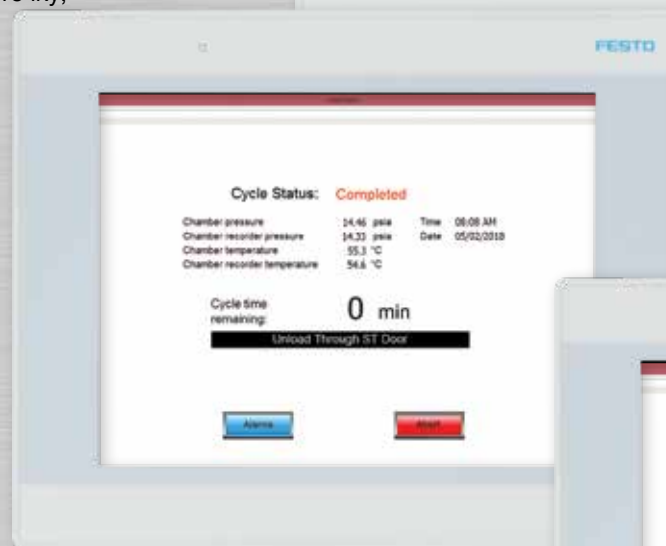 FESTO
Cycle Status: Completed
Chamber pressure 14.46 psia Time 08:08 AM
Chamber recorder pressure 14.33 psia Date 05/02/2018
Chamber temperature 55.3 °C
Chamber recorder temperature 54.6 °C
Cycle time
remaining: 0 min
Unload Through ST Door
Alarms Abort